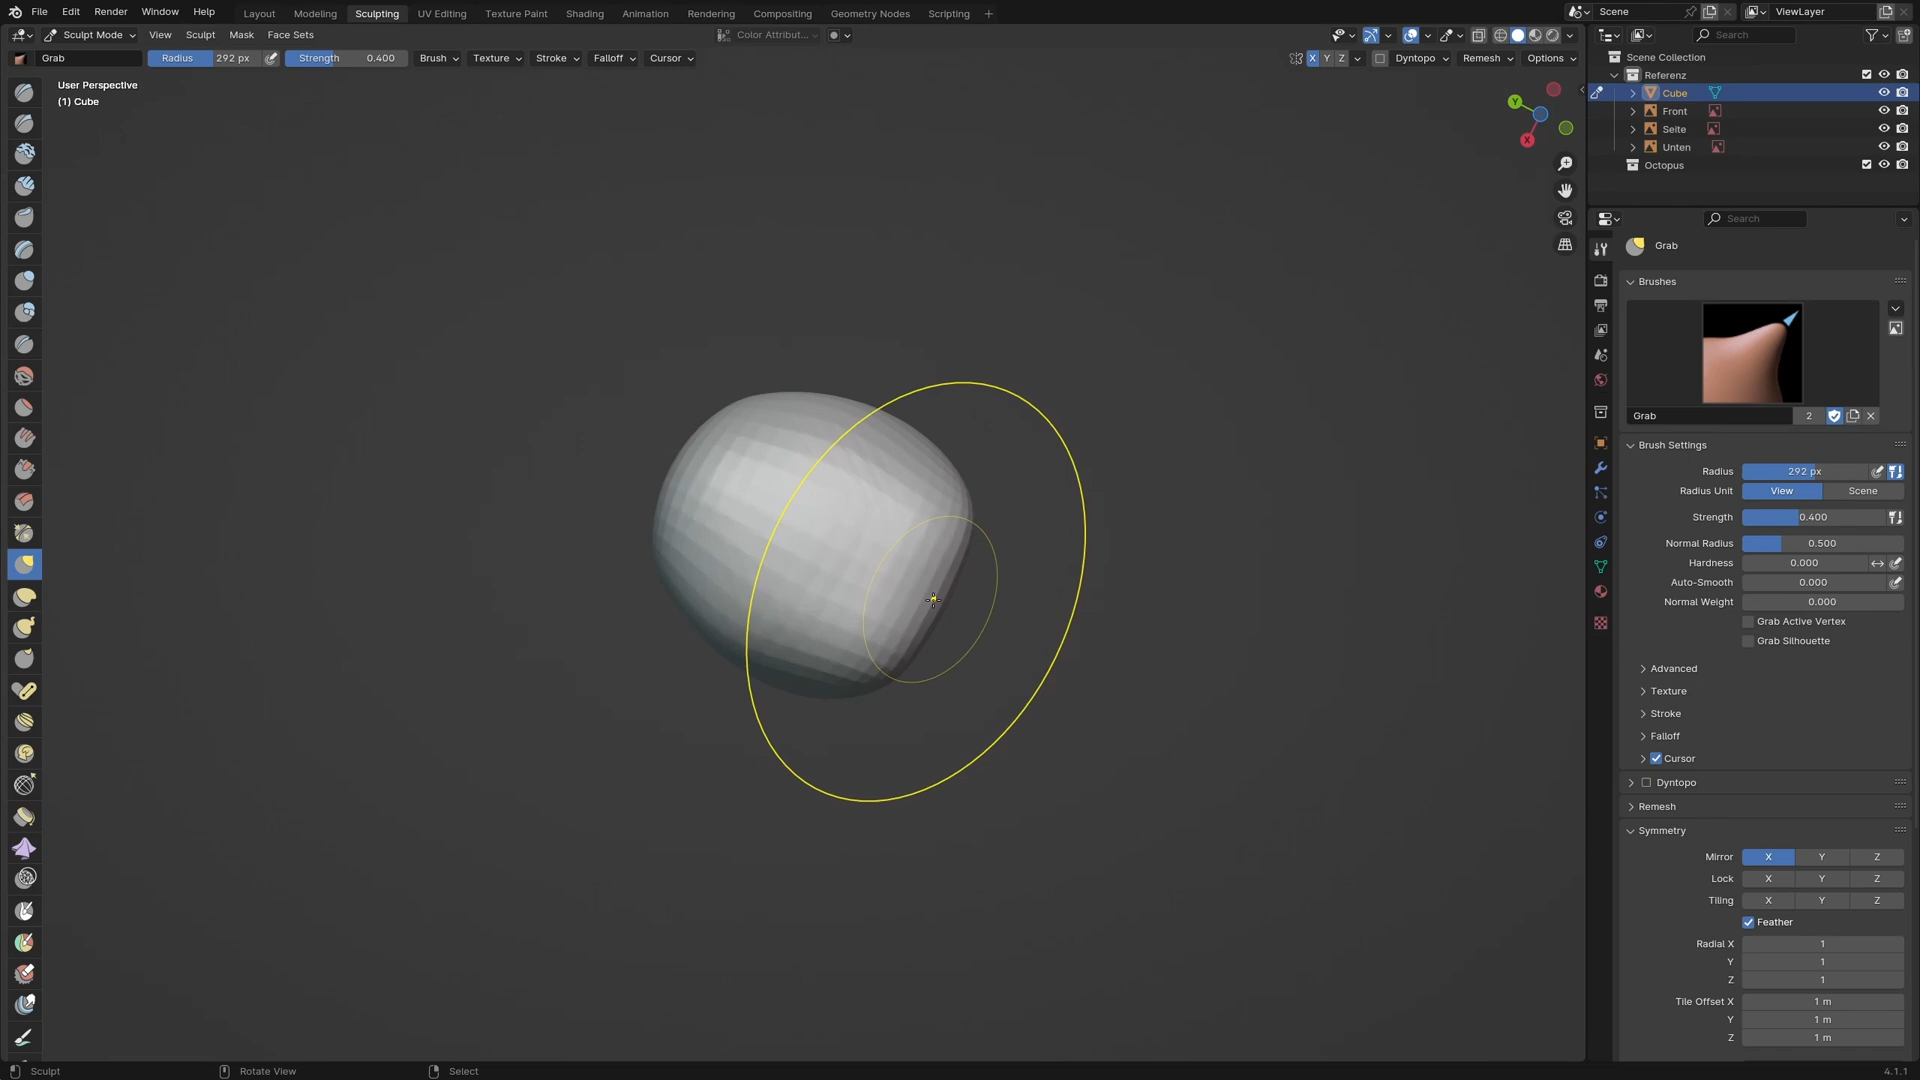 File Edit Render Window Help Layout Modeling Sculpting UV Editing Texture Paint Shading Animation Rendering Compositing Geometry Nodes Scripting + Scene ViewLayer
Sculpt Mode View Sculpt Mask Face Sets Color Attribut... Search
Grab Radius 292 px Strength 0.400 Brush Texture Stroke Falloff Cursor X Y Z Dyntopo Remesh Options
User Perspective
(1) Cube
Y
X
Scene Collection
Referenz
Cube
Front
Seite
Unten
Octopus
Search
Grab
Brushes
Grab 2
Brush Settings
Radius 292 px
Radius Unit View Scene
Strength 0.400
Normal Radius 0.500
Hardness 0.000
Auto-Smooth 0.000
Normal Weight 0.000
Grab Active Vertex
Grab Silhouette
Advanced
Texture
Stroke
Falloff
Cursor
Dyntopo
Remesh
Symmetry
Mirror X Y Z
Lock X Y Z
Tiling X Y Z
Feather
Radial X 1
Y 1
Z 1
Tile Offset X 1 m
Y 1 m
Z 1 m
Sculpt Rotate View Select 4.1.1